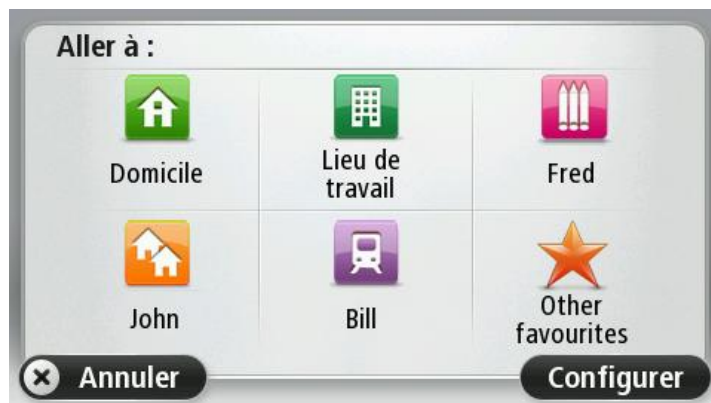 Aller à :
Domicile
Lieu de
travail
Fred
John
Bill
Other
favourites
Annuler
Configurer